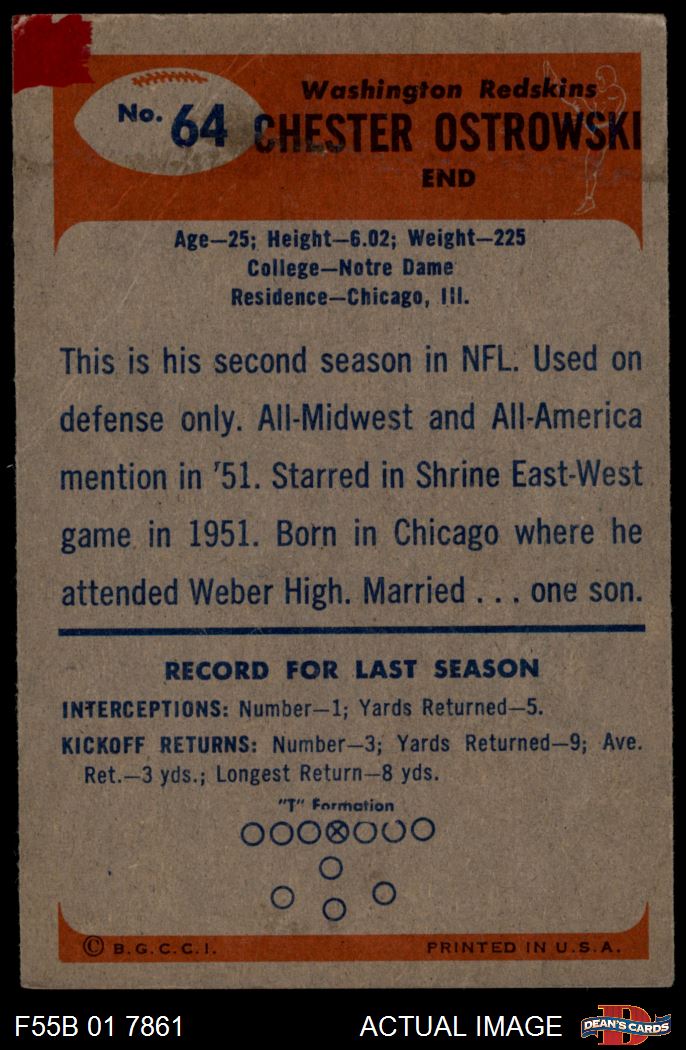 Washington Redskins
No. 64 CHESTER OSTROWSKI
END
Age—25; Height—6.02; Weight—225
College—Notre Dame
Residence—Chicago, Ill.
This is his second season in NFL. Used on
defense only. All-Midwest and All-America
mention in '51. Starred in Shrine East-West
game in 1951. Born in Chicago where he
attended Weber High. Married . . . one son.
RECORD FOR LAST SEASON
INTERCEPTIONS: Number—1; Yards Returned—5.
KICKOFF RETURNS: Number—3; Yards Returned—9; Ave.
Ret.—3 yds.; Longest Return—8 yds.
"T" Formation
© B.G.C.C.I. PRINTED IN U.S.A.
F55B 01 7861 ACTUAL IMAGE DEAN'S CARDS